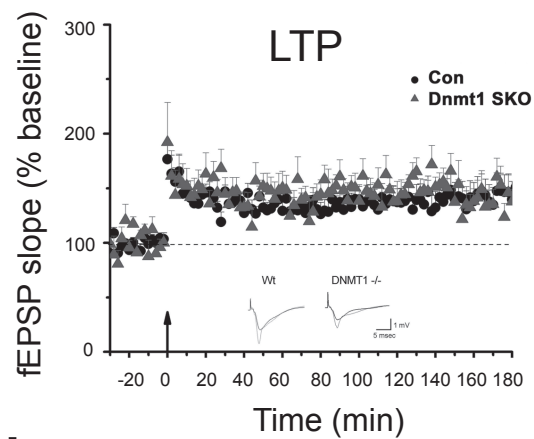 LTP
300
200
100
0
fEPSP slope (% baseline)
Con
Dnmt1 SKO
Wt
DNMT1 -/-
1 mV
5 msec
-20 0 20 40 60 80 100 120 140 160 180
Time (min)